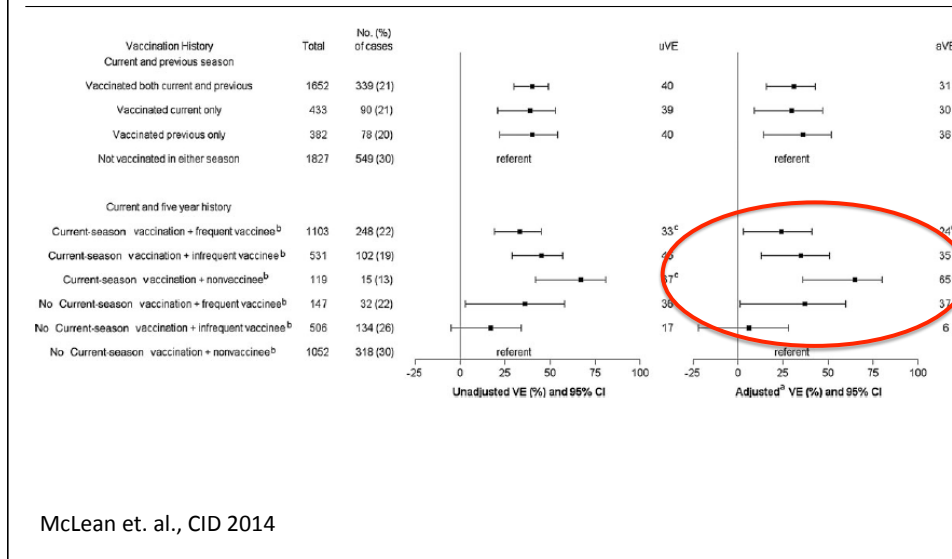 Vaccination History Total No. (%) of cases uVE aVE
Current and previous season
Vaccinated both current and previous 1652 339 (21) 40 31
Vaccinated current only 433 90 (21) 39 30
Vaccinated previous only 382 78 (20) 40 36
Not vaccinated in either season 1827 549 (30) referent referent
Current and five year history
Current-season vaccination + frequent vaccinee^b 1103 248 (22) 33^c 24
Current-season vaccination + infrequent vaccinee^b 531 102 (19) 35
Current-season vaccination + nonvaccinee^b 119 15 (13) 65
No Current-season vaccination + frequent vaccinee^b 147 32 (22) 37
No Current-season vaccination + infrequent vaccinee^b 506 134 (26) 17 6
No Current-season vaccination + nonvaccinee^b 1052 318 (30) referent referent
-25 0 25 50 75 100 -25 0 25 50 75 100
Unadjusted VE (%) and 95% CI Adjusted^a VE (%) and 95% CI
McLean et. al., CID 2014